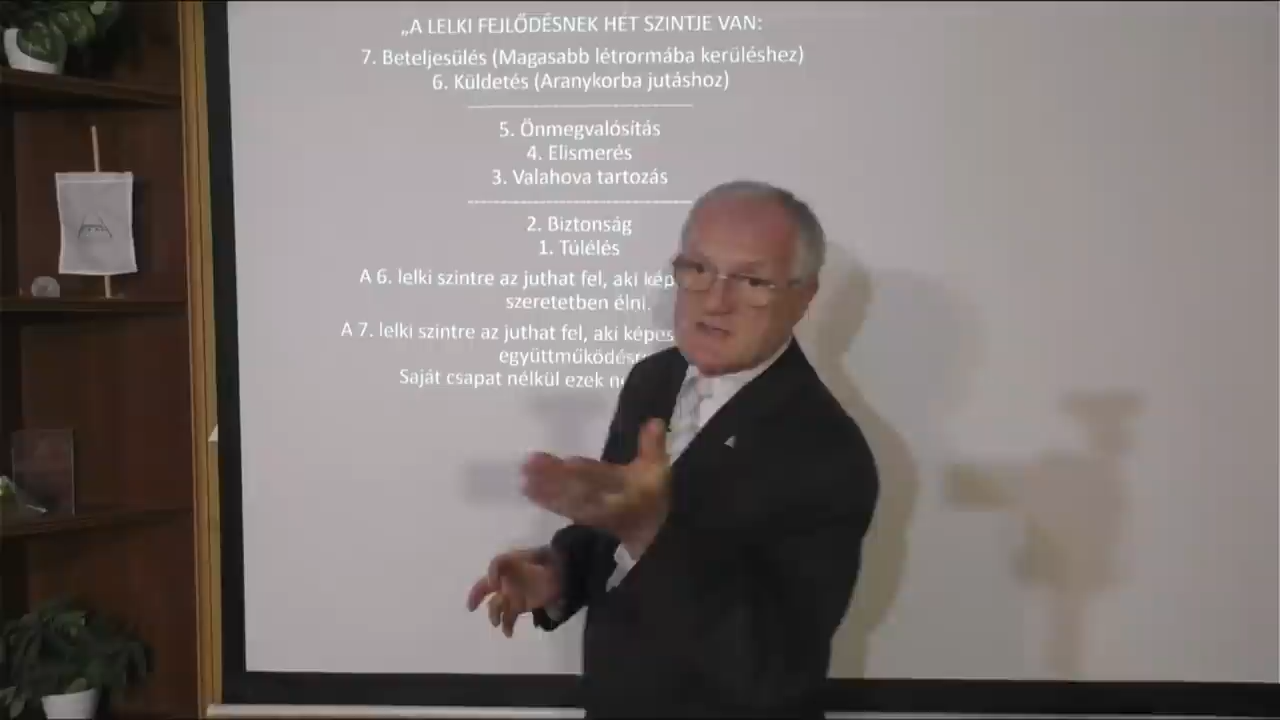 „A LELKI FEJLŐDÉSNEK HÉT SZINTJE VAN:
7. Beteljesülés (Magasabb létrormába kerüléshez)
6. Küldetés (Aranykorba jutáshoz)
5. Önmegvalósítás
4. Elismerés
3. Valahova tartozás
2. Biztonság
1. Túlélés
A 6. lelki szintre az juthat fel, aki
szeretetben élni.
A 7. lelki szintre az juthat fel, aki képes
Saját csapat nélkül ezek